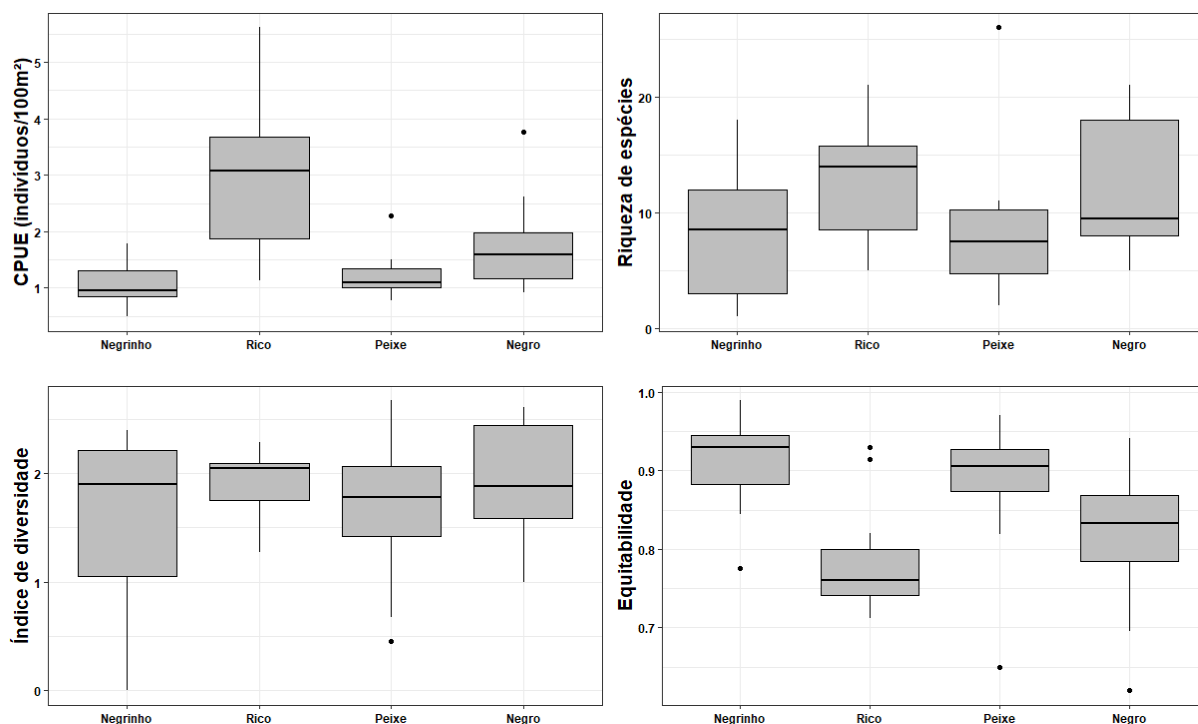 CPUE (indivíduos/100m²)
5
4
3
2
1
Negrinho Rico Peixe Negro
Riqueza de espécies
20
10
0
Negrinho Rico Peixe Negro
Índice de diversidade
2
1
0
Negrinho Rico Peixe Negro
Equitabilidade
1.0
0.9
0.8
0.7
Negrinho Rico Peixe Negro